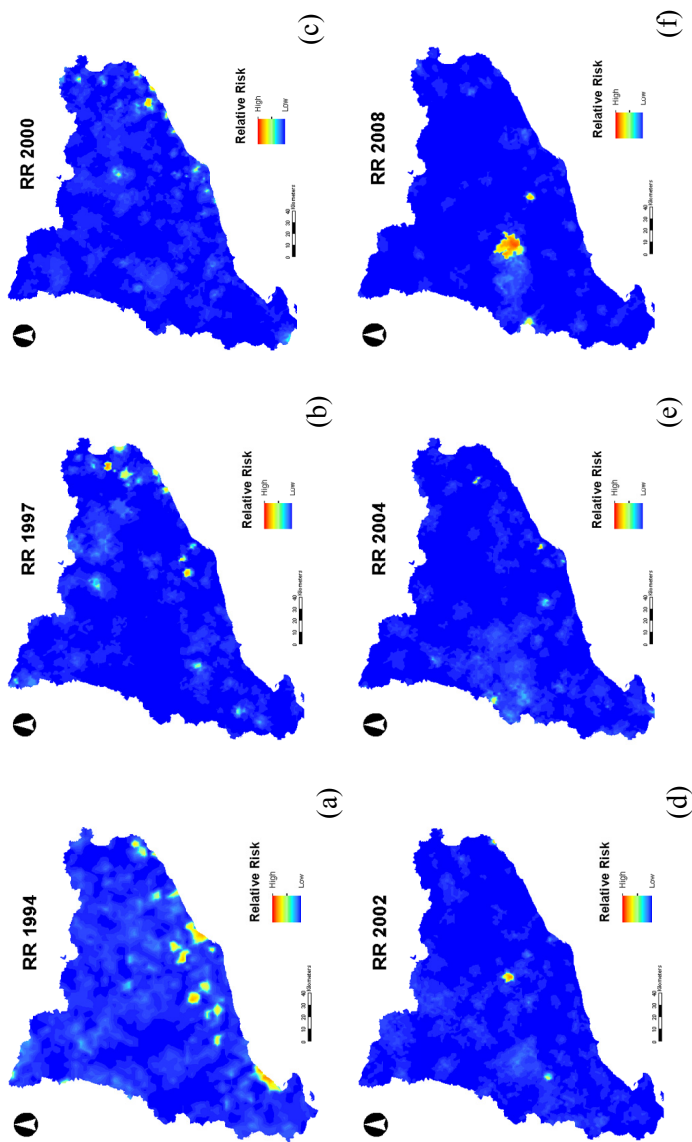 RR 1994
Relative Risk
High
Low
0 10 20 30 40
Kilometers
(a)
RR 1997
Relative Risk
High
Low
0 10 20 30 40
Kilometers
(b)
RR 2000
Relative Risk
High
Low
0 10 20 30 40
Kilometers
(c)
RR 2002
Relative Risk
High
Low
0 10 20 30 40
Kilometers
(d)
RR 2004
Relative Risk
High
Low
0 10 20 30 40
Kilometers
(e)
RR 2008
Relative Risk
High
Low
0 10 20 30 40
Kilometers
(f)